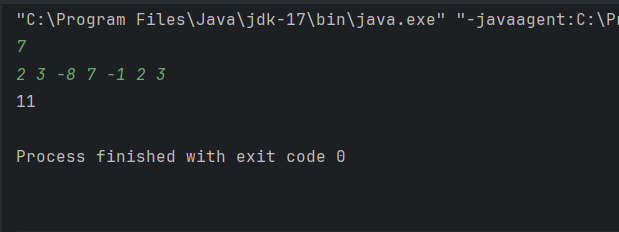 "C:\Program Files\Java\jdk-17\bin\java.exe" "-javaagent:C:\Pr
7
2 3 -8 7 -1 2 3
11
Process finished with exit code 0